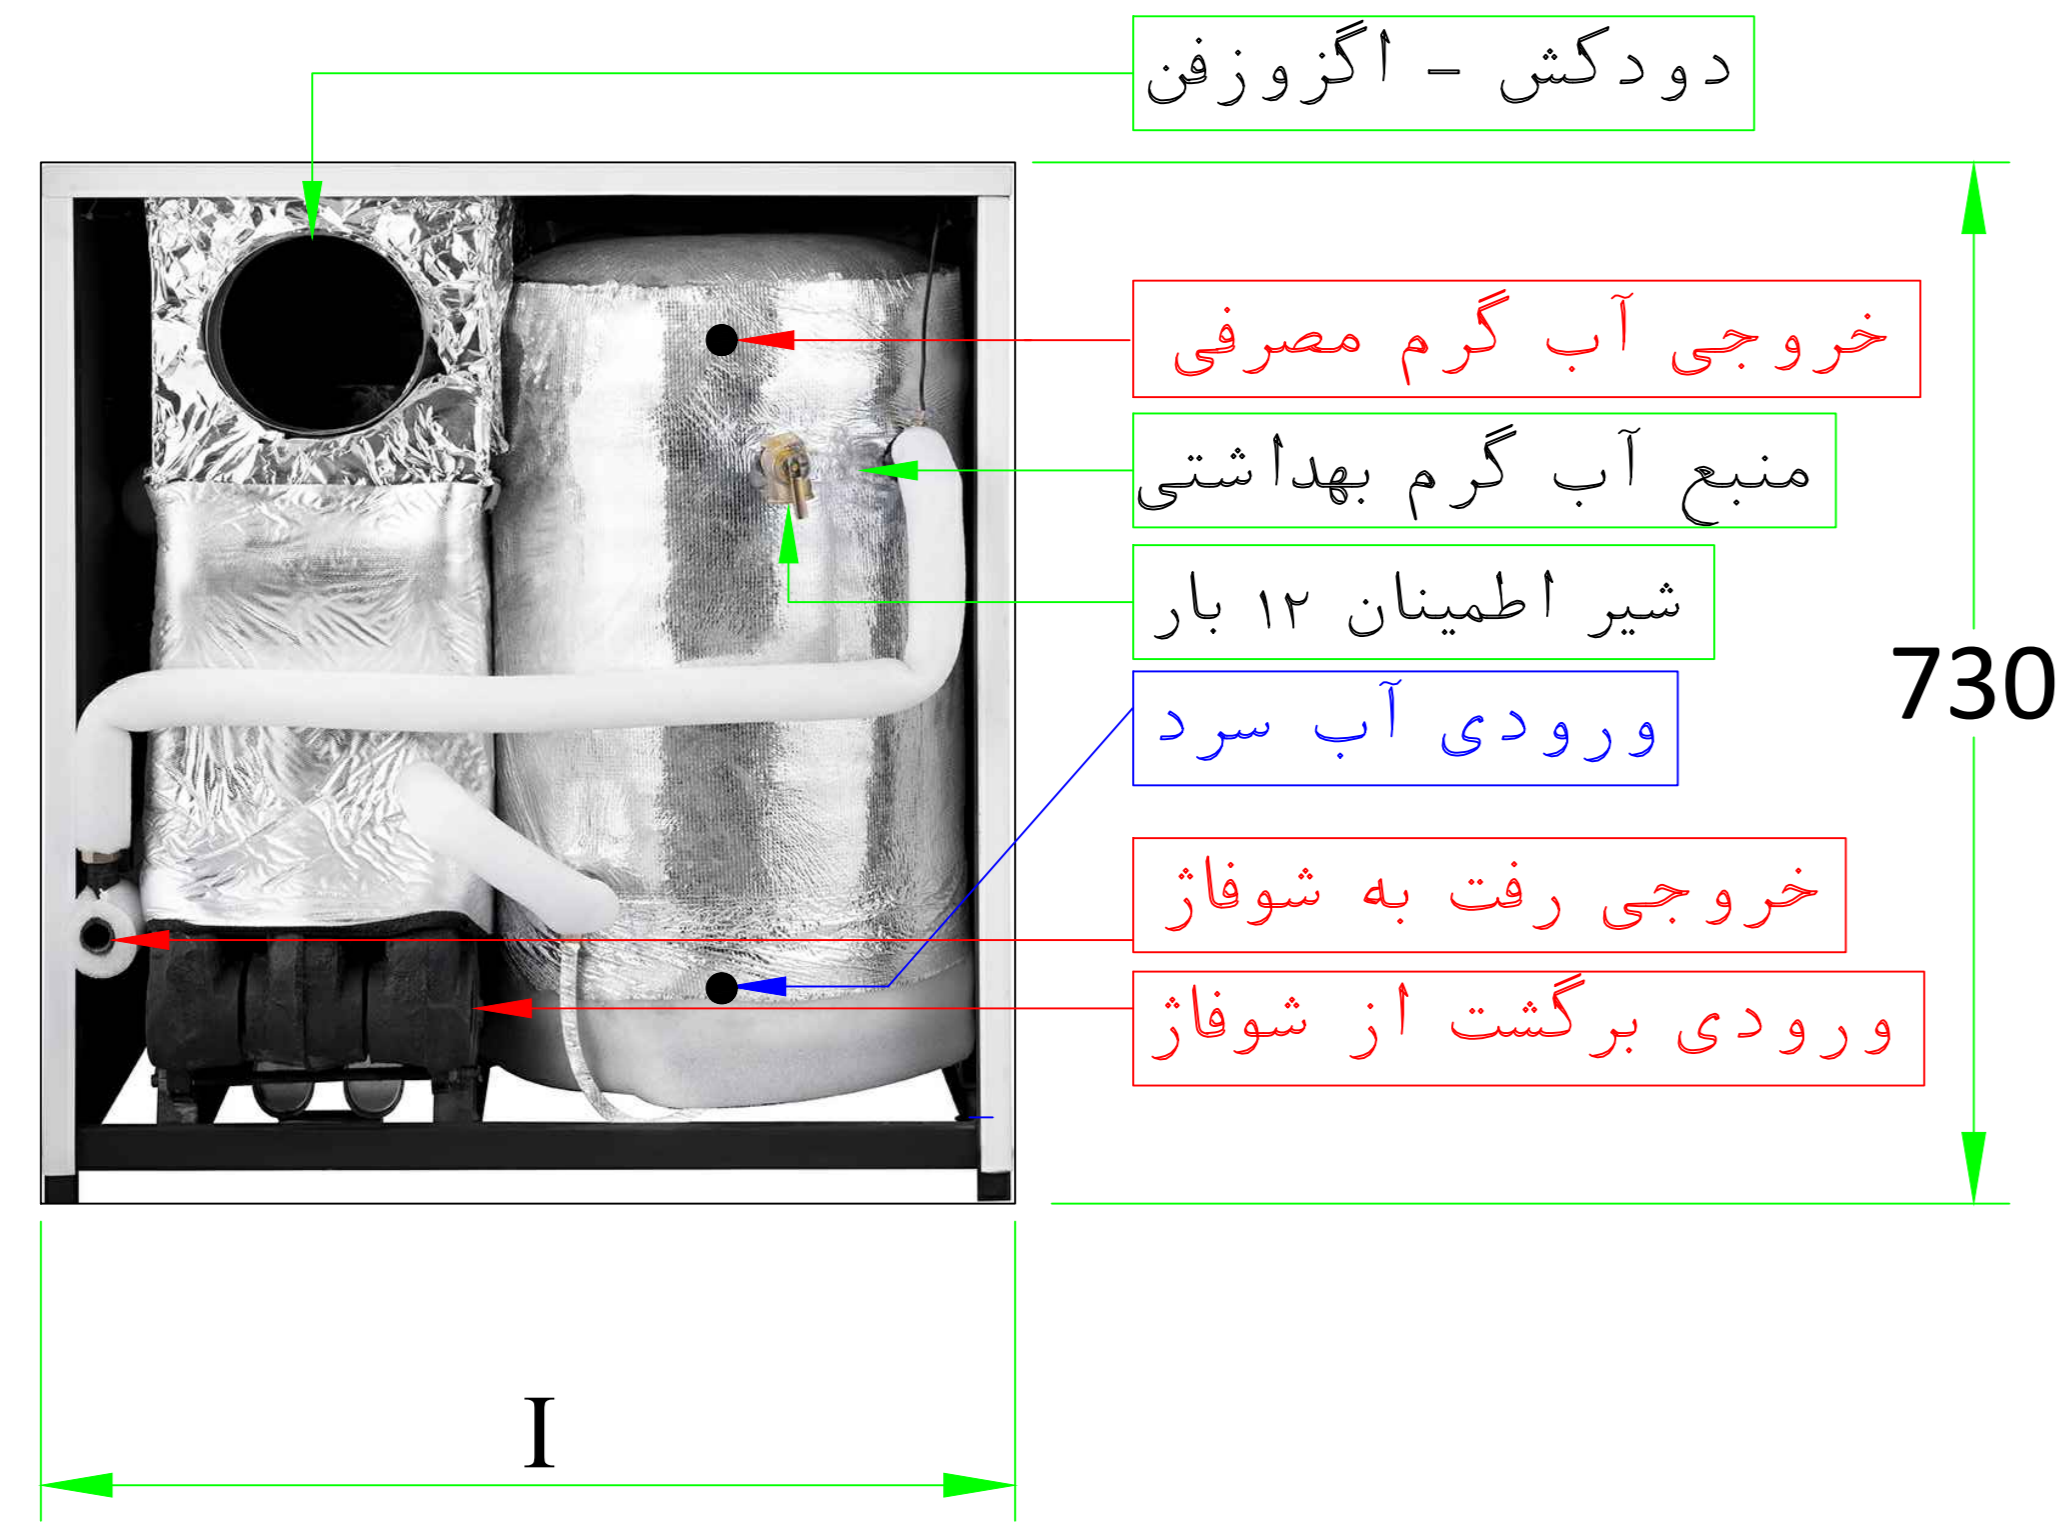 دودکش - اگزوزفن
خروجی آب گرم مصرفی
منبع آب گرم بهداشتی
شیر اطمینان ۱۲ بار
ورودی آب سرد
730
خروجی رفت به شوفاژ
ورودی برگشت از شوفاژ
I